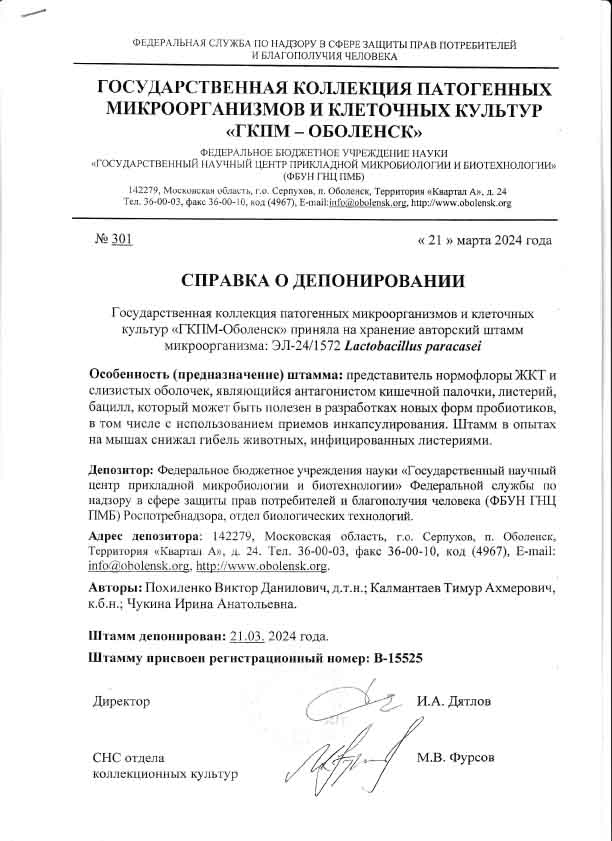 ФЕДЕРАЛЬНАЯ СЛУЖБА ПО НАДЗОРУ В СФЕРЕ ЗАЩИТЫ ПРАВ ПОТРЕБИТЕЛЕЙ
И БЛАГОПОЛУЧИЯ ЧЕЛОВЕКА
ГОСУДАРСТВЕННАЯ КОЛЛЕКЦИЯ ПАТОГЕННЫХ
МИКРООРГАНИЗМОВ И КЛЕТОЧНЫХ КУЛЬТУР
«ГКПМ – ОБОЛЕНСК»
ФЕДЕРАЛЬНОЕ БЮДЖЕТНОЕ УЧРЕЖДЕНИЕ НАУКИ
«ГОСУДАРСТВЕННЫЙ НАУЧНЫЙ ЦЕНТР ПРИКЛАДНОЙ МИКРОБИОЛОГИИ И БИОТЕХНОЛОГИИ»
(ФБУН ГНЦ ПМБ)
142279, Московская область, г.о. Серпухов, п. Оболенск, Территория «Квартал А», д. 24
Тел. 36-00-03, факс 36-00-10, код (4967), E-mail:info@obolensk.org, http://www.obolensk.org
№ 301 « 21 » марта 2024 года
СПРАВКА О ДЕПОНИРОВАНИИ
Государственная коллекция патогенных микроорганизмов и клеточных
культур «ГКПМ-Оболенск» приняла на хранение авторский штамм
микроорганизма: ЭЛ-24/1572 Lactobacillus paracasei
Особенность (предназначение) штамма: представитель нормофлоры ЖКТ и
слизистых оболочек, являющийся антагонистом кишечной палочки, листерий,
бацилл, который может быть полезен в разработках новых форм пробиотиков,
в том числе с использованием приемов инкапсулирования. Штамм в опытах
на мышах снижал гибель животных, инфицированных листериями.
Депозитор: Федеральное бюджетное учреждения науки «Государственный научный
центр прикладной микробиологии и биотехнологии» Федеральной службы по
надзору в сфере защиты прав потребителей и благополучия человека (ФБУН ГНЦ
ПМБ) Роспотребнадзора, отдел биологических технологий.
Адрес депозитора: 142279, Московская область, г.о. Серпухов, п. Оболенск,
Территория «Квартал А», д. 24. Тел. 36-00-03, факс 36-00-10, код (4967), E-mail:
info@obolensk.org, http://www.obolensk.org.
Авторы: Похиленко Виктор Данилович, д.т.н.; Калмантаев Тимур Ахмерович,
к.б.н.; Чукина Ирина Анатольевна.
Штамм депонирован: 21.03. 2024 года.
Штамму присвоен регистрационный номер: В-15525
Директор И.А. Дятлов
СНС отдела М.В. Фурсов
коллекционных культур